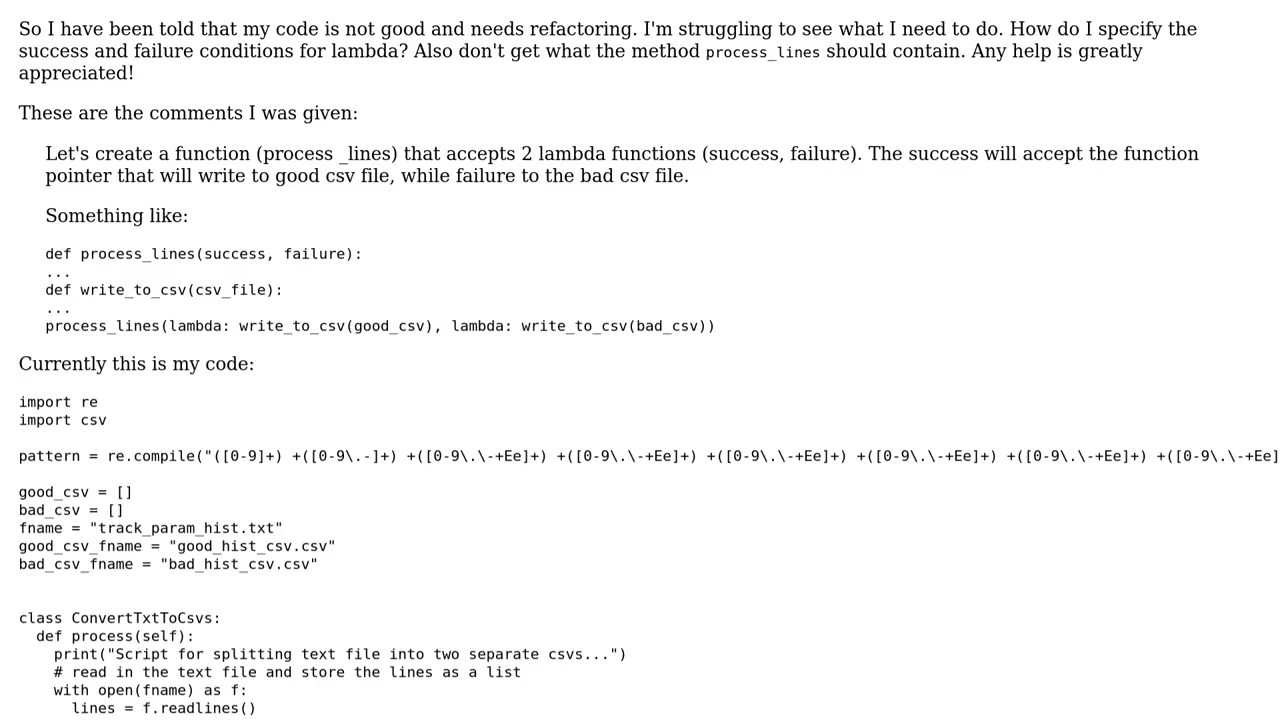 So I have been told that my code is not good and needs refactoring. I'm struggling to see what I need to do. How do I specify the
success and failure conditions for lambda? Also don't get what the method process_lines should contain. Any help is greatly
appreciated!
These are the comments I was given:
Let's create a function (process _lines) that accepts 2 lambda functions (success, failure). The success will accept the function
pointer that will write to good csv file, while failure to the bad csv file.
Something like:
def process_lines(success, failure):
...
def write_to_csv(csv_file):
...
process_lines(lambda: write_to_csv(good_csv), lambda: write_to_csv(bad_csv))
Currently this is my code:
import re
import csv
pattern = re.compile("([0-9]+) +([0-9\.-]+) +([0-9\.\-+Ee]+) +([0-9\.\-+Ee]+) +([0-9\.\-+Ee]+) +([0-9\.\-+Ee]+) +([0-9\.\-+Ee]+) +([0-9\.\-+Ee]
good_csv = []
bad_csv = []
fname = "track_param_hist.txt"
good_csv_fname = "good_hist_csv.csv"
bad_csv_fname = "bad_hist_csv.csv"
class ConvertTxtToCsvs:
  def process(self):
    print("Script for splitting text file into two separate csvs...")
    # read in the text file and store the lines as a list
    with open(fname) as f:
      lines = f.readlines()